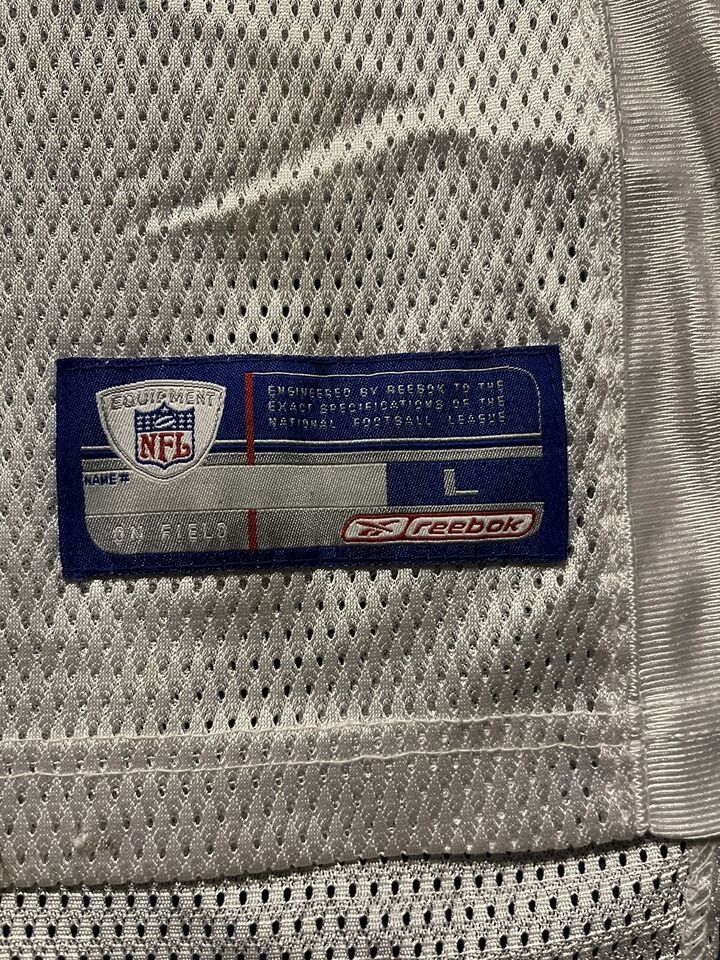 EQUIPMENT
NFL
ENGINEERED BY REEBOK TO THE
EXACT SPECIFICATIONS OF THE
NATIONAL FOOTBALL LEAGUE
NAME #
L
ON FIELD
Reebok